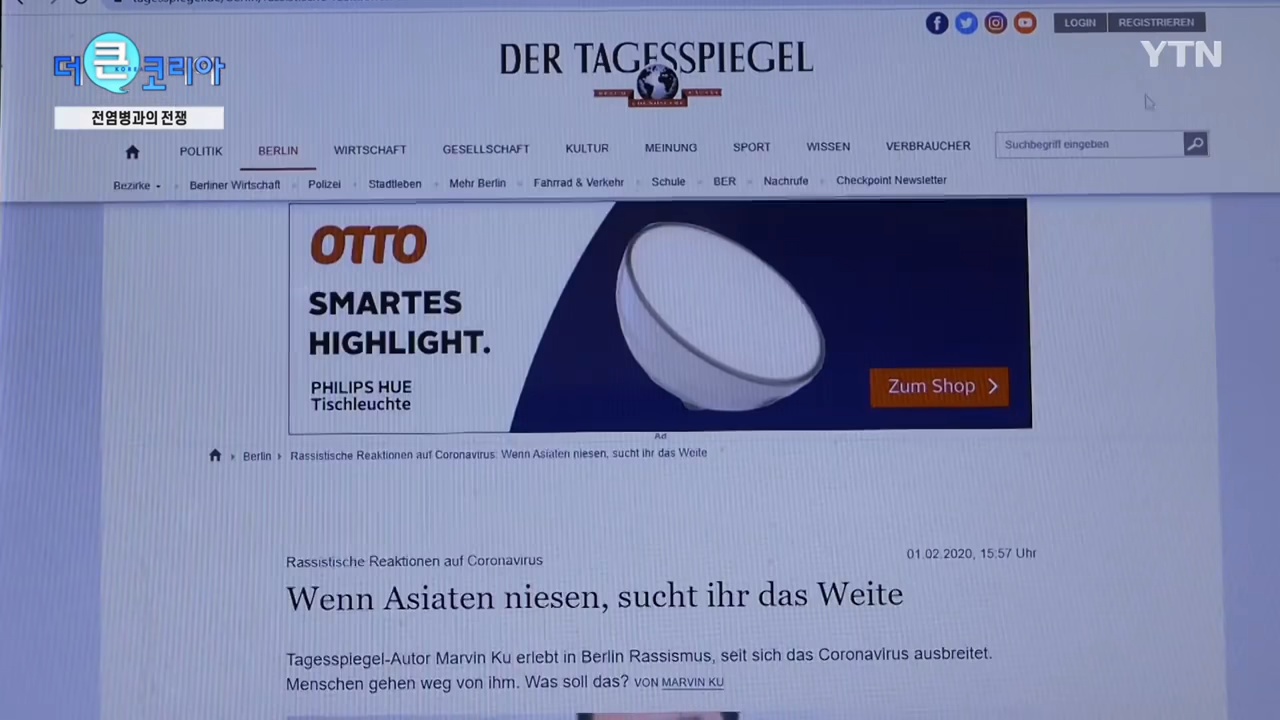 LOGIN
REGISTRIEREN
YTN
DER TAGESSPIEGEL
더 큰 코리아
KOREA
전염병과의 전쟁
POLITIK
BERLIN
WIRTSCHAFT
GESELLSCHAFT
KULTUR
MEINUNG
SPORT
WISSEN
VERBRAUCHER
Suchbegriff eingeben
Bezirke
Berliner Wirtschaft
Polizei
Stadtleben
Mehr Berlin
Fahrrad & Verkehr
Schule
BER
Nachrufe
Checkpoint Newsletter
OTTO
SMARTES
HIGHLIGHT.
PHILIPS HUE
Tischleuchte
Zum Shop
Ad
Berlin
Rassistische Reaktionen auf Coronavirus: Wenn Asiaten niesen, sucht ihr das Weite
Rassistische Reaktionen auf Coronavirus
01.02.2020, 15:57 Uhr
Wenn Asiaten niesen, sucht ihr das Weite
Tagesspiegel-Autor Marvin Ku erlebt in Berlin Rassismus, seit sich das Coronavirus ausbreitet.
Menschen gehen weg von ihm. Was soll das? VON MARVIN KU